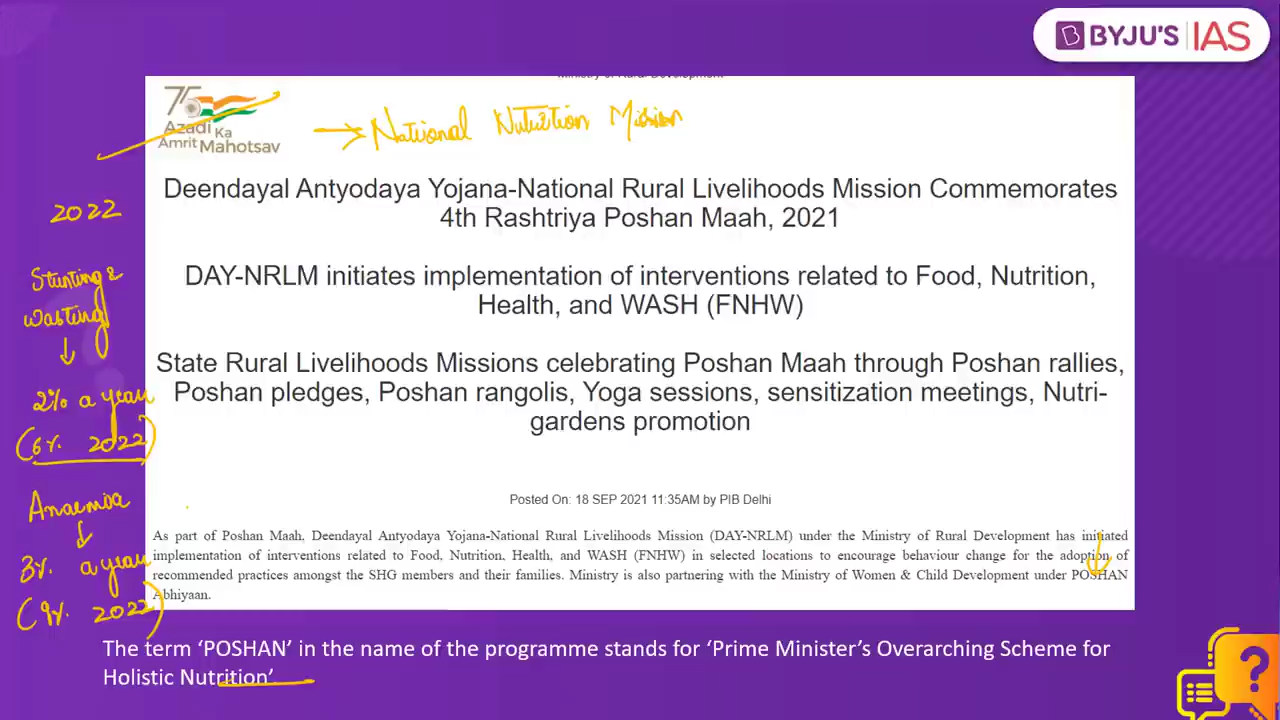 BYJU'S IAS
Ministry of Rural Development
75
Azadi Ka
Amrit Mahotsav
→ National Nutrition Mission
Deendayal Antyodaya Yojana-National Rural Livelihoods Mission Commemorates
4th Rashtriya Poshan Maah, 2021
DAY-NRLM initiates implementation of interventions related to Food, Nutrition,
Health, and WASH (FNHW)
State Rural Livelihoods Missions celebrating Poshan Maah through Poshan rallies,
Poshan pledges, Poshan rangolis, Yoga sessions, sensitization meetings, Nutri-
gardens promotion
Posted On: 18 SEP 2021 11:35AM by PIB Delhi
As part of Poshan Maah, Deendayal Antyodaya Yojana-National Rural Livelihoods Mission (DAY-NRLM) under the Ministry of Rural Development has initiated
implementation of interventions related to Food, Nutrition, Health, and WASH (FNHW) in selected locations to encourage behaviour change for the adoption of
recommended practices amongst the SHG members and their families. Ministry is also partnering with the Ministry of Women & Child Development under POSHAN
Abhiyaan.
2022
Stunting &
wasting
↓
2% a year
(6%. 2022)
Anaemia
↓
3%. a year
(9%. 2022)
The term ‘POSHAN’ in the name of the programme stands for ‘Prime Minister’s Overarching Scheme for
Holistic Nutrition’.
?